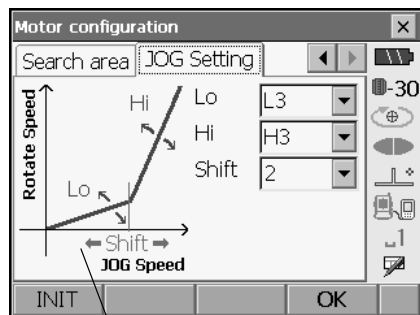 Motor configuration
Search area
JOG Setting
Rotate Speed
Hi
Lo
Shift
JOG Speed
Lo L3
Hi H3
Shift 2
-30
1
INIT
OK